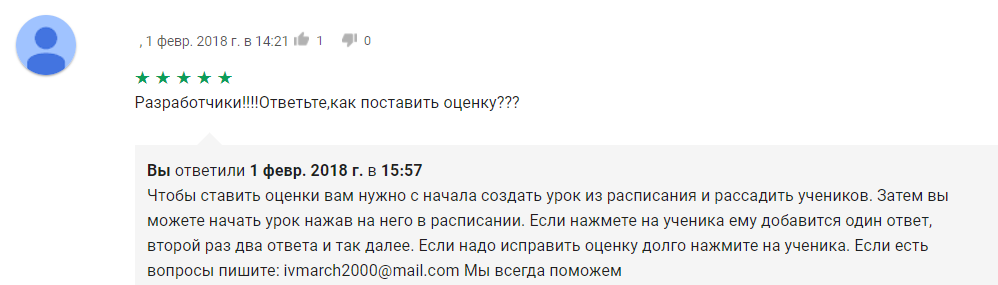 , 1 февр. 2018 г. в 14:21 1 0
Разработчики!!!!Ответьте,как поставить оценку???
Вы ответили 1 февр. 2018 г. в 15:57
Чтобы ставить оценки вам нужно с начала создать урок из расписания и рассадить учеников. Затем вы
можете начать урок нажав на него в расписании. Если нажмете на ученика ему добавится один ответ,
второй раз два ответа и так далее. Если надо исправить оценку долго нажмите на ученика. Если есть
вопросы пишите: ivmarch2000@mail.com Мы всегда поможем